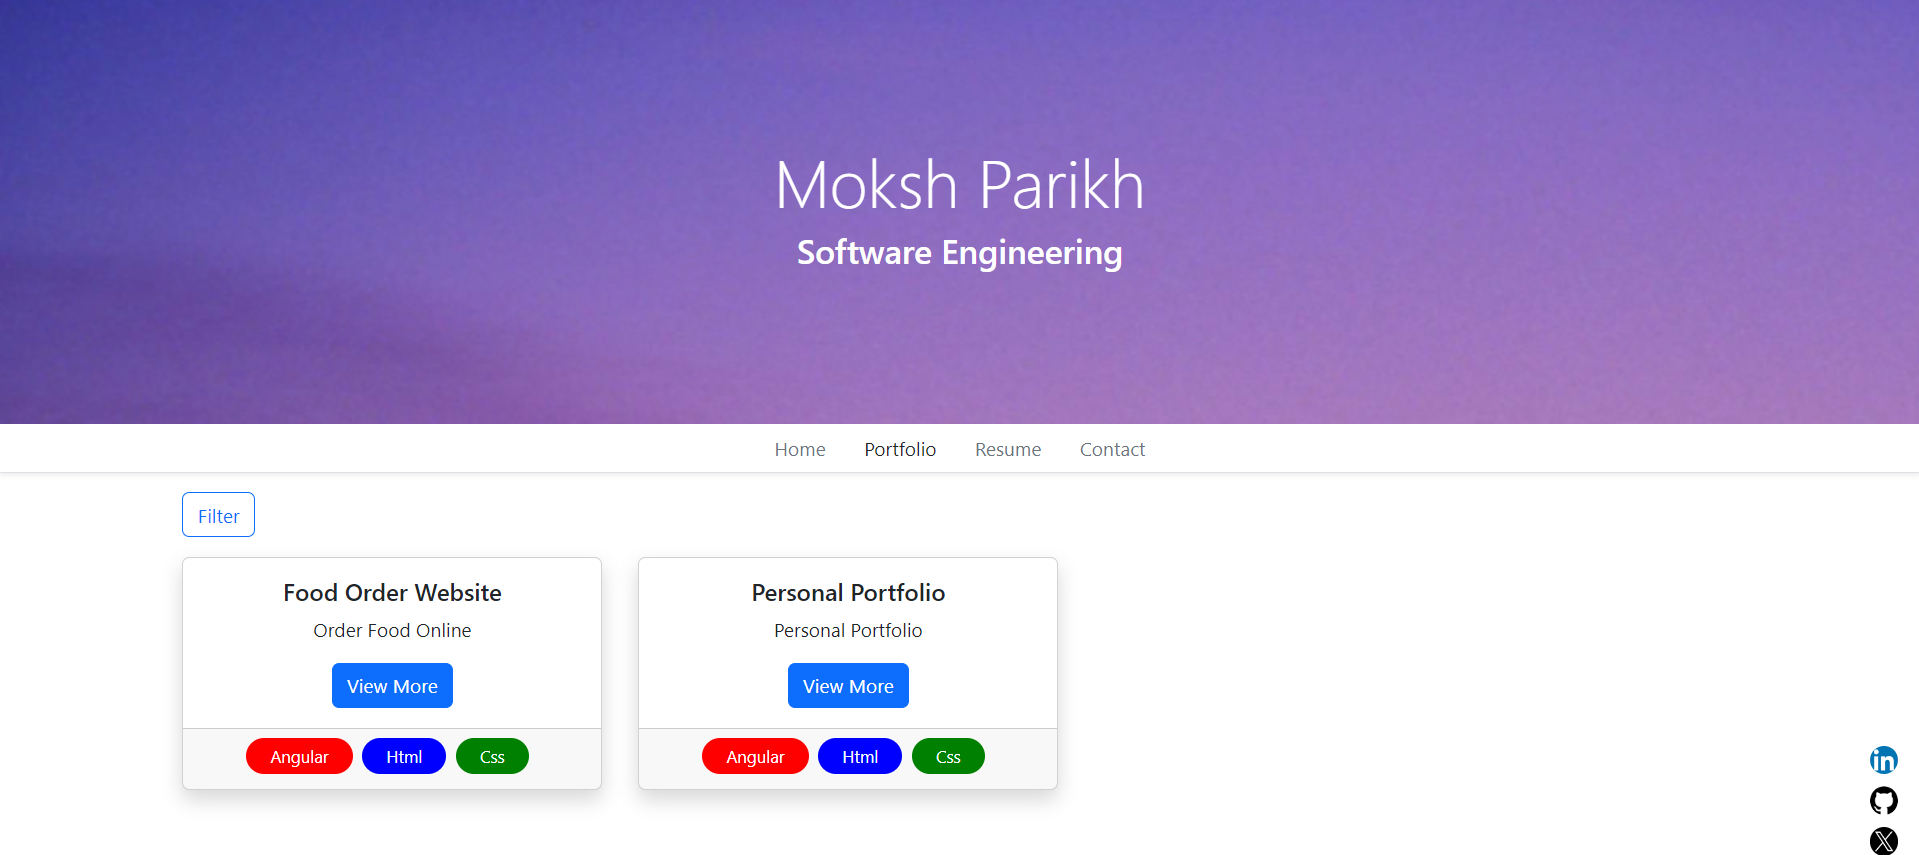 Moksh Parikh
Software Engineering
Home Portfolio Resume Contact
Filter
Food Order Website
Order Food Online
View More
Angular Html Css
Personal Portfolio
Personal Portfolio
View More
Angular Html Css
in
X